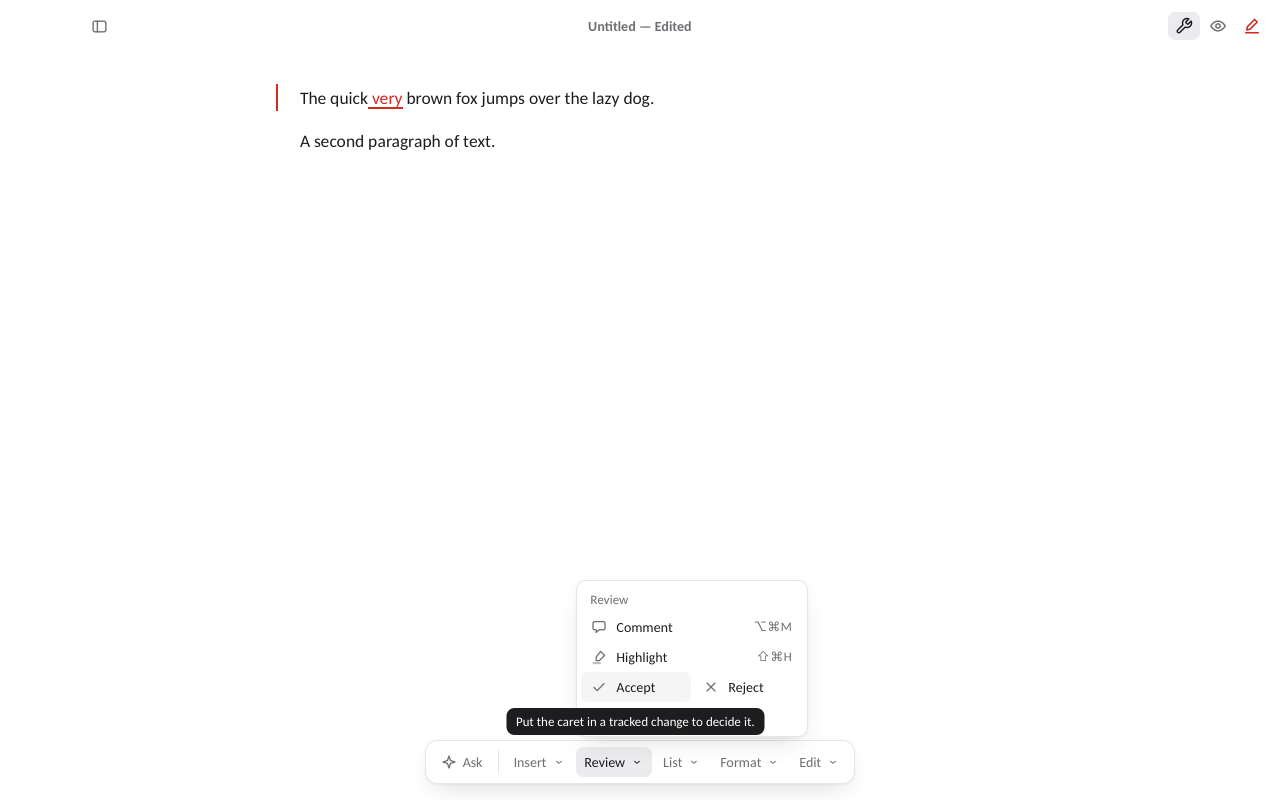 Untitled — Edited
The quick very brown fox jumps over the lazy dog.
A second paragraph of text.
Review
Comment ⌥⌘M
Highlight ⇧⌘H
Accept Reject
Put the caret in a tracked change to decide it.
Ask Insert Review List Format Edit